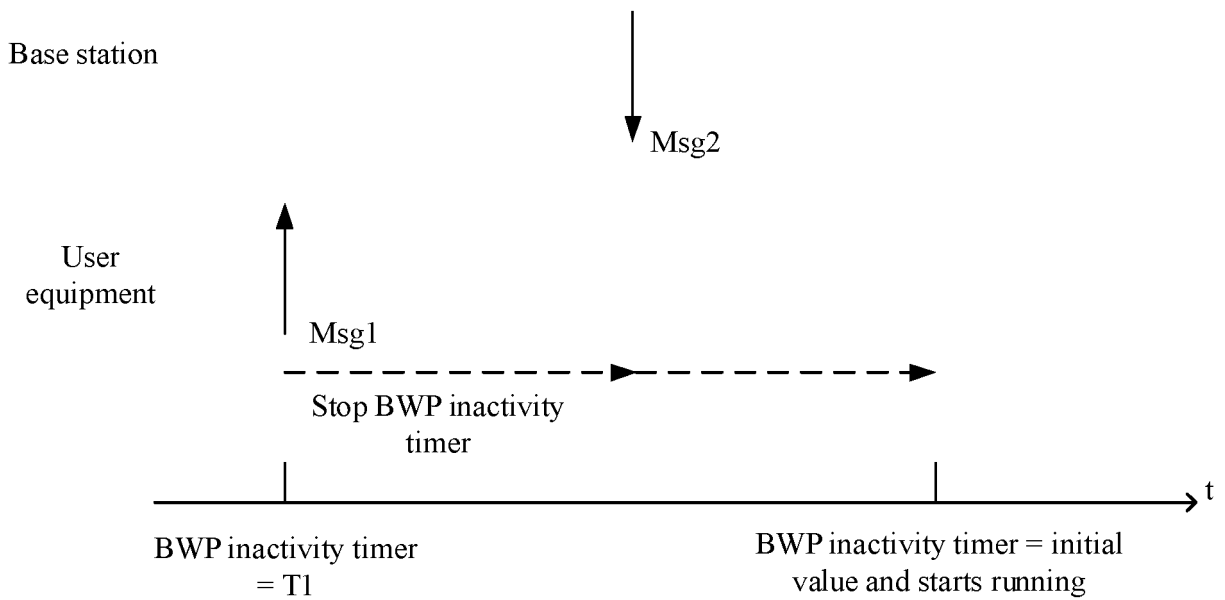 Base station
Msg2
User
equipment
Msg1
Stop BWP inactivity
timer
t
BWP inactivity timer
= T1
BWP inactivity timer = initial
value and starts running